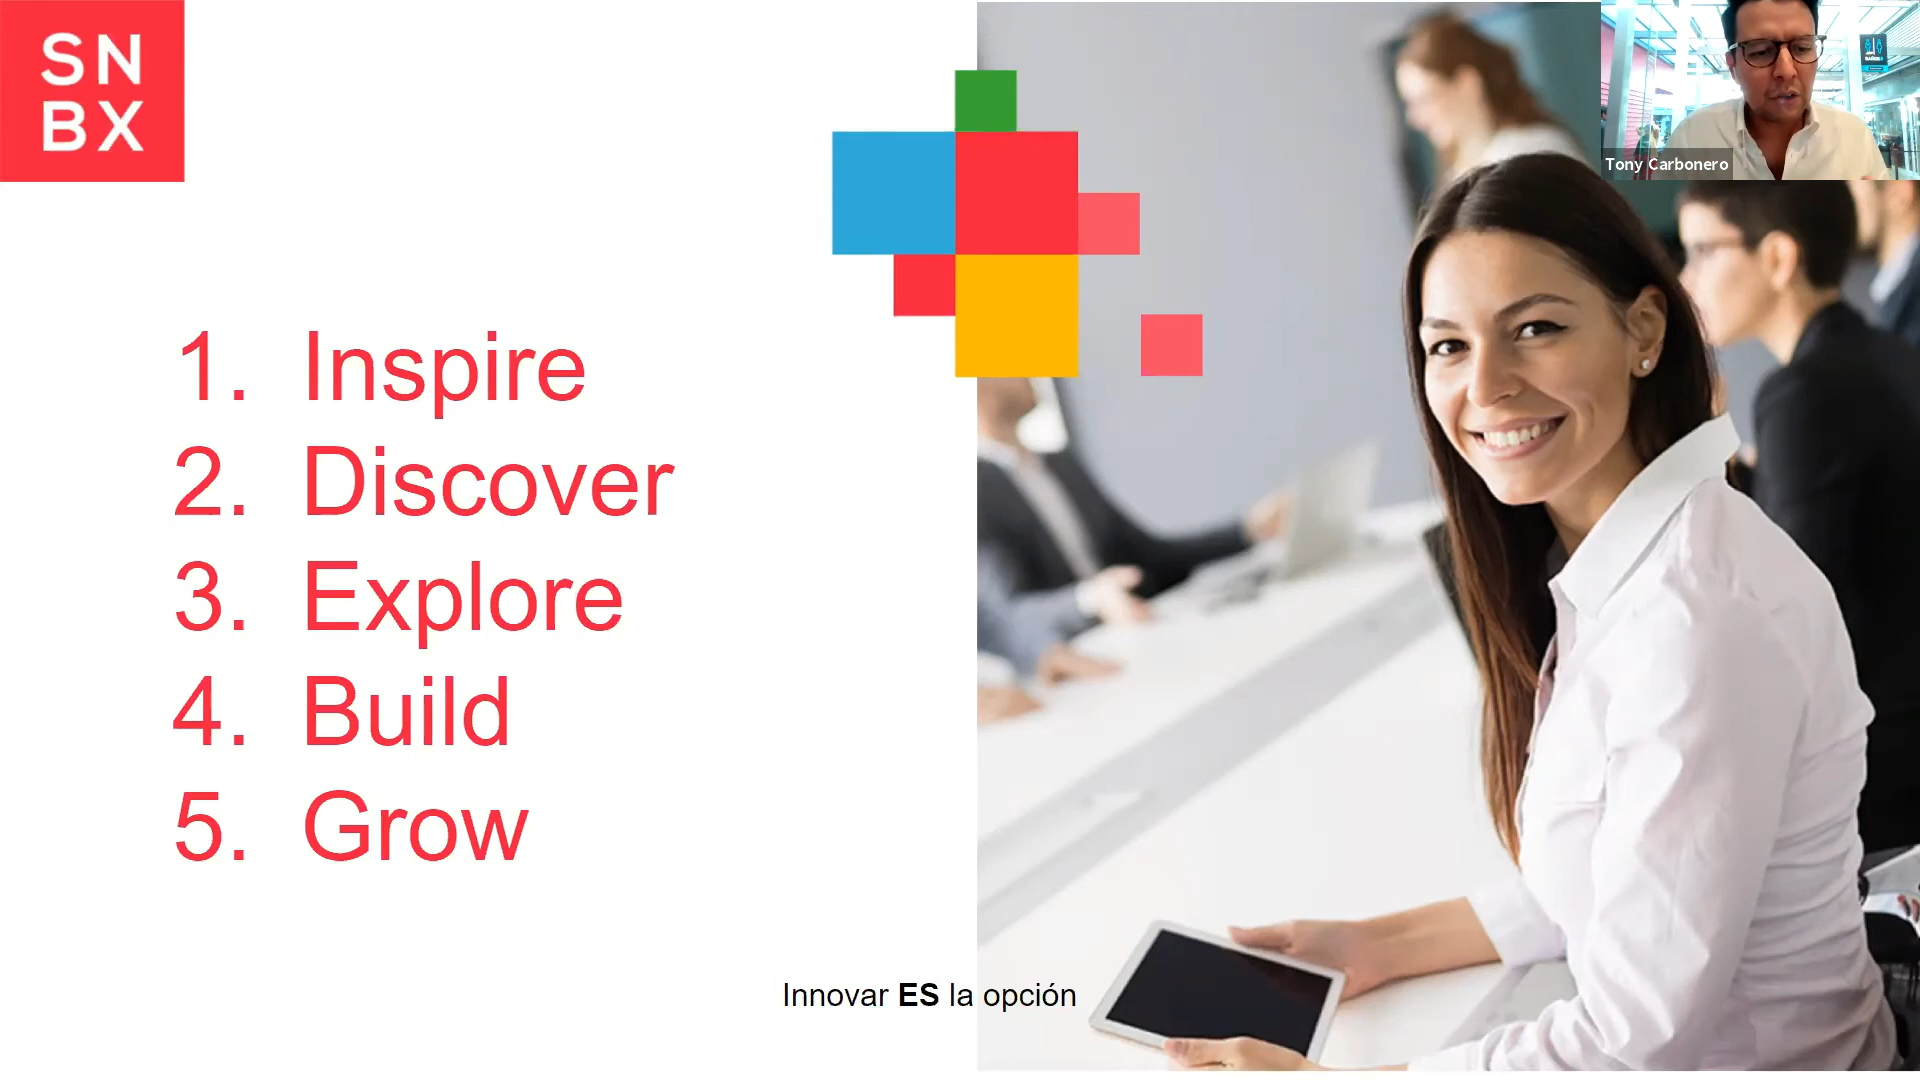 SN
BX
Tony Carbonero
1. Inspire
2. Discover
3. Explore
4. Build
5. Grow
Innovar ES la opción